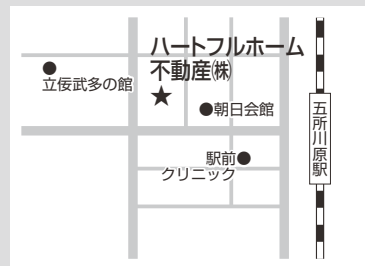 ハートフルホーム
不動産㈱
★
●
立佞武多の館
●朝日会館
駅前●
クリニック
五所川原駅